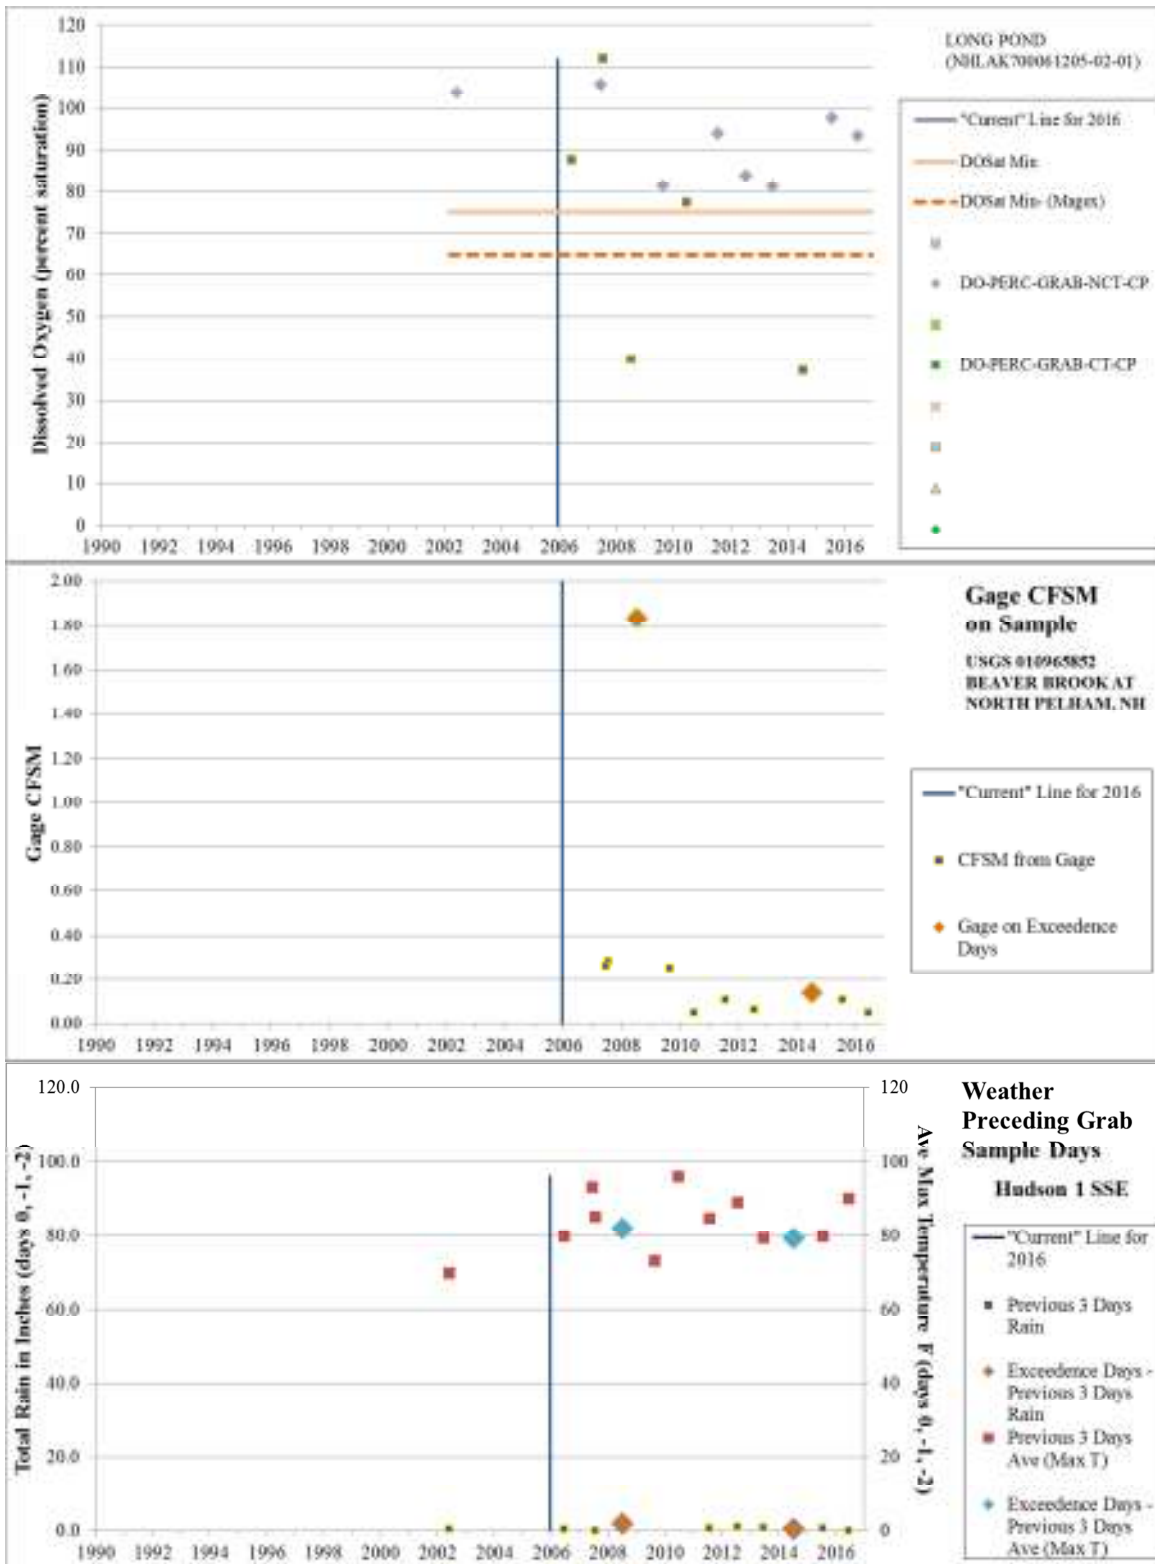 120
110
100
90
80
70
60
50
40
30
20
10
0
Dissolved Oxygen (percent saturation)
1990 1992 1994 1996 1998 2000 2002 2004 2006 2008 2010 2012 2014 2016
LONG POND
(NHLAK700061205-02-01)
"Current" Line for 2016
DOSat Min
DOSat Min- (Magex)
DO-PERC-GRAB-NCT-CP
DO-PERC-GRAB-CT-CP
2.00
1.80
1.60
1.40
1.20
1.00
0.80
0.60
0.40
0.20
0.00
Gage CFSM
1990 1992 1994 1996 1998 2000 2002 2004 2006 2008 2010 2012 2014 2016
Gage CFSM
on Sample
USGS 010965852
BEAVER BROOK AT
NORTH PELHAM, NH
"Current" Line for 2016
CFSM from Gage
Gage on Exceedence
Days
120.0
100.0
80.0
60.0
40.0
20.0
0.0
Total Rain in Inches (days 0, -1, -2)
1990 1992 1994 1996 1998 2000 2002 2004 2006 2008 2010 2012 2014 2016
120
100
80
60
40
20
0
Ave Max Temperature F (days 0, -1, -2)
Weather
Preceding Grab
Sample Days
Hudson 1 SSE
"Current" Line for
2016
Previous 3 Days
Rain
Exceedence Days -
Previous 3 Days
Rain
Previous 3 Days
Ave (Max T)
Exceedence Days -
Previous 3 Days
Ave (Max T)